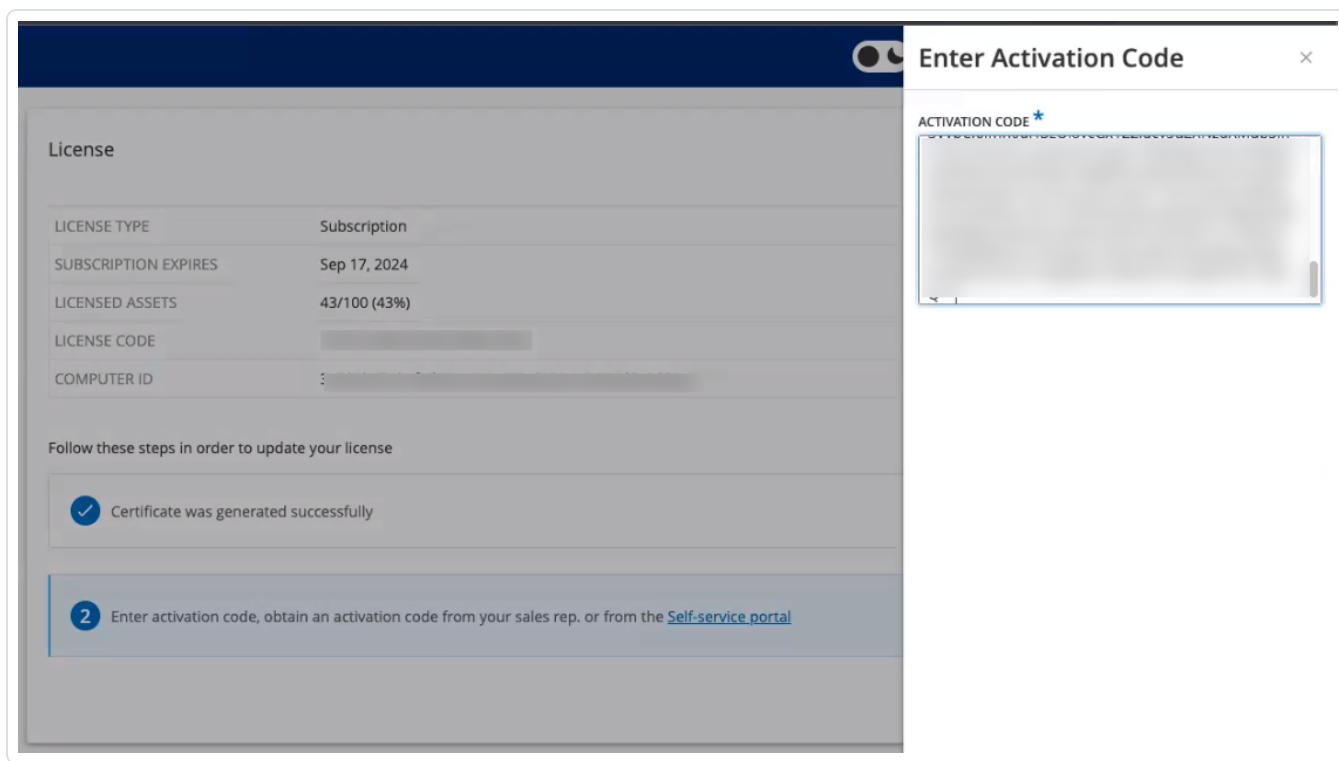 Enter Activation Code
ACTIVATION CODE *
License
LICENSE TYPE Subscription
SUBSCRIPTION EXPIRES Sep 17, 2024
LICENSED ASSETS 43/100 (43%)
LICENSE CODE
COMPUTER ID
Follow these steps in order to update your license
Certificate was generated successfully
2 Enter activation code, obtain an activation code from your sales rep. or from the Self-service portal